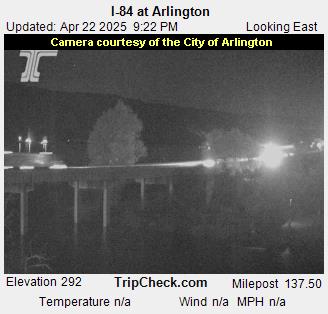 I-84 at Arlington
Updated: Apr 22 2025 9:22 PM Looking East
Camera courtesy of the City of Arlington
Elevation 292 TripCheck.com Milepost 137.50
Temperature n/a Wind n/a MPH n/a